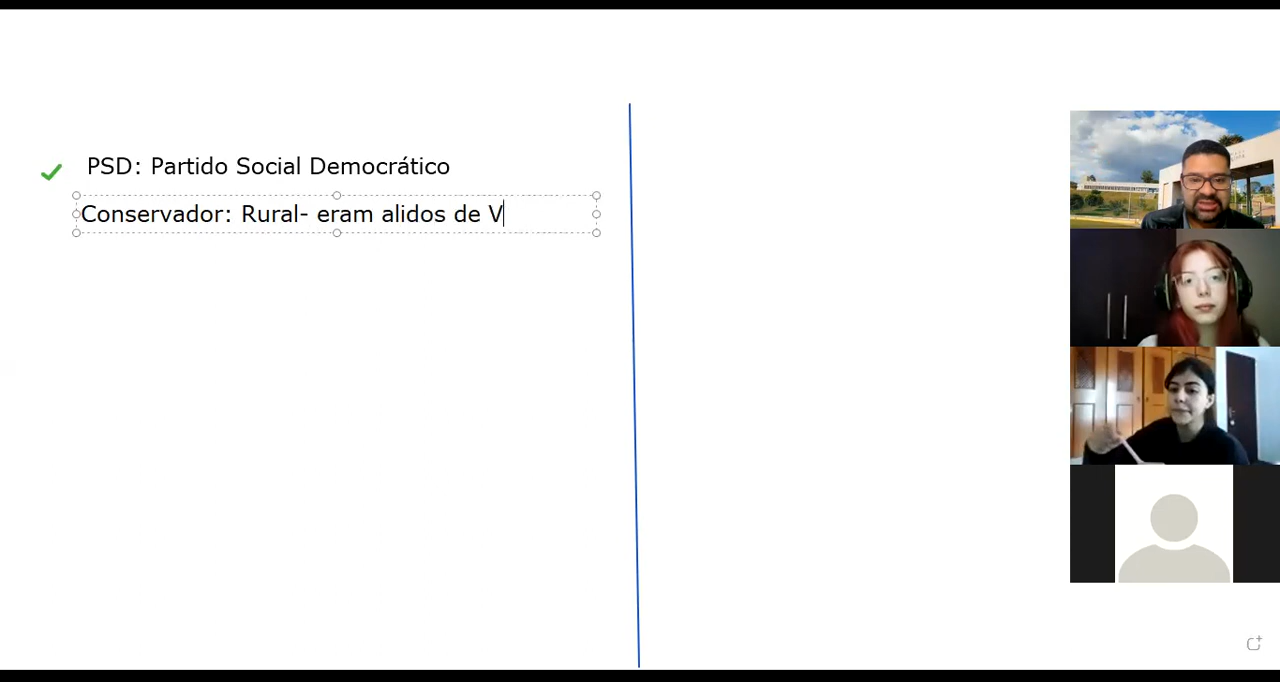 PSD: Partido Social Democrático
Conservador: Rural- eram alidos de V